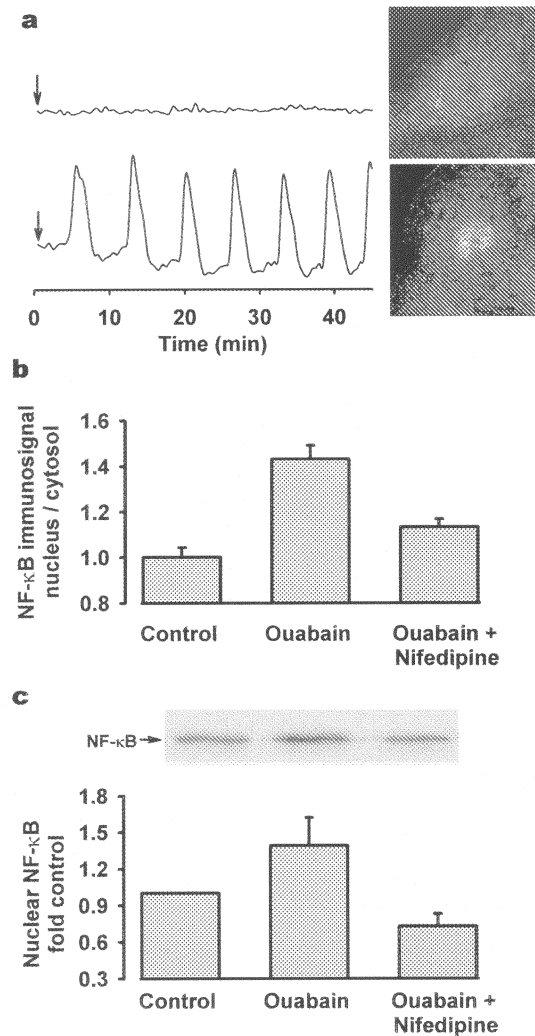 a
0 10 20 30 40
Time (min)
b
NF-κB immunosignal
nucleus / cytosol
1.6
1.4
1.2
1.0
0.8
Control Ouabain Ouabain +
Nifedipine
c
NF-κB
Nuclear NF-κB
fold control
1.8
1.5
1.2
0.9
0.6
0.3
Control Ouabain Ouabain +
Nifedipine